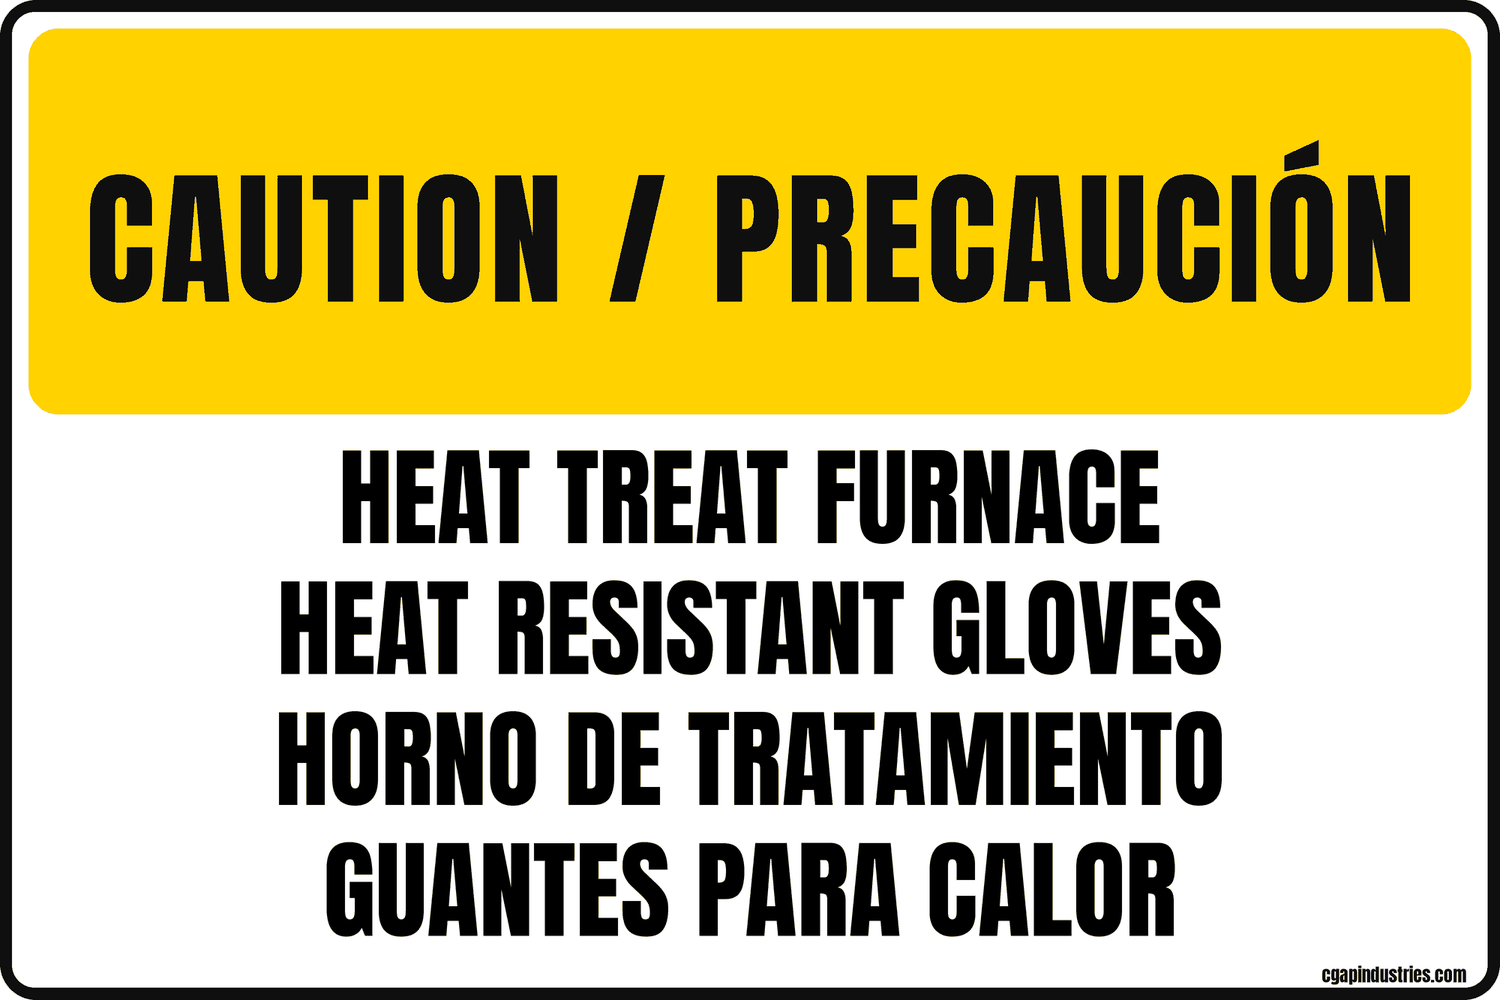 CAUTION / PRECAUCIÓN
HEAT TREAT FURNACE
HEAT RESISTANT GLOVES
HORNO DE TRATAMIENTO
GUANTES PARA CALOR
cgapindustries.com